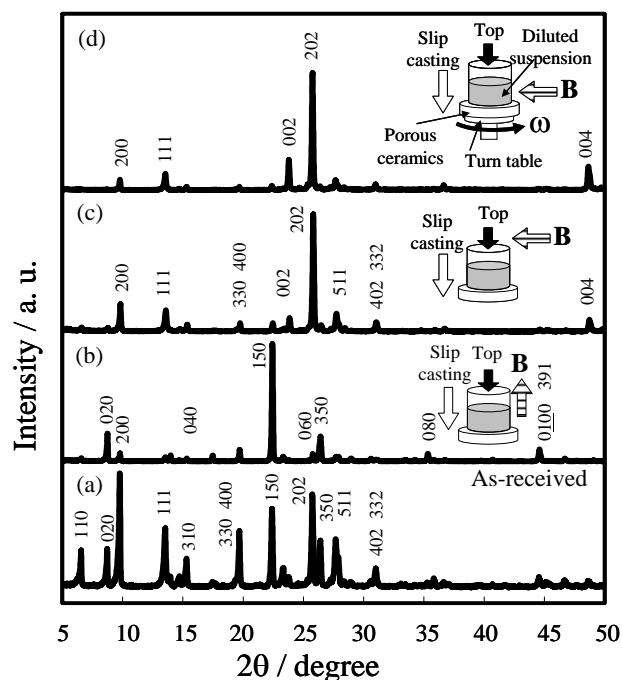 (d)
Slip
casting
Top
Diluted
suspension
B
ω
Porous
ceramics
Turn table
200
111
002
202
004
(c)
Slip
casting
Top
B
200
111
330
400
002
202
511
402
332
004
(b)
Slip
casting
Top
B
020
200
040
150
060
350
080
0100
391
(a)
As-received
110
020
111
310
330
400
150
202
350
511
402
332
5 10 15 20 25 30 35 40 45 50
2θ / degree
Intensity / a. u.